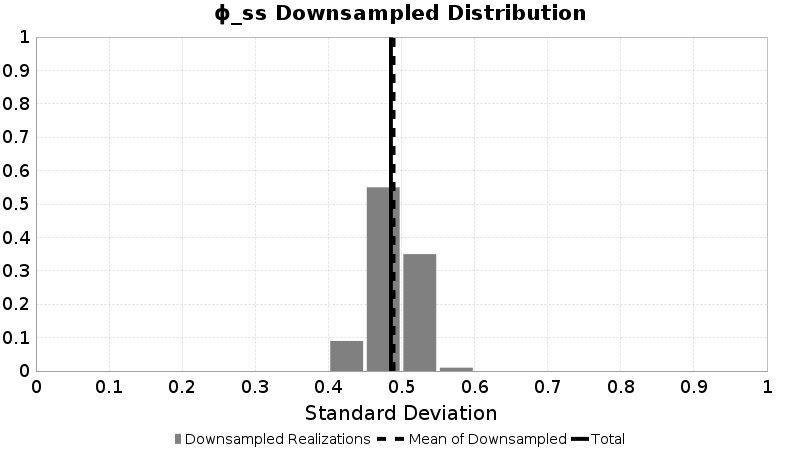 ϕ_ss Downsampled Distribution
1
0.9
0.8
0.7
0.6
0.5
0.4
0.3
0.2
0.1
0
0 0.1 0.2 0.3 0.4 0.5 0.6 0.7 0.8 0.9 1
Standard Deviation
Downsampled Realizations Mean of Downsampled Total